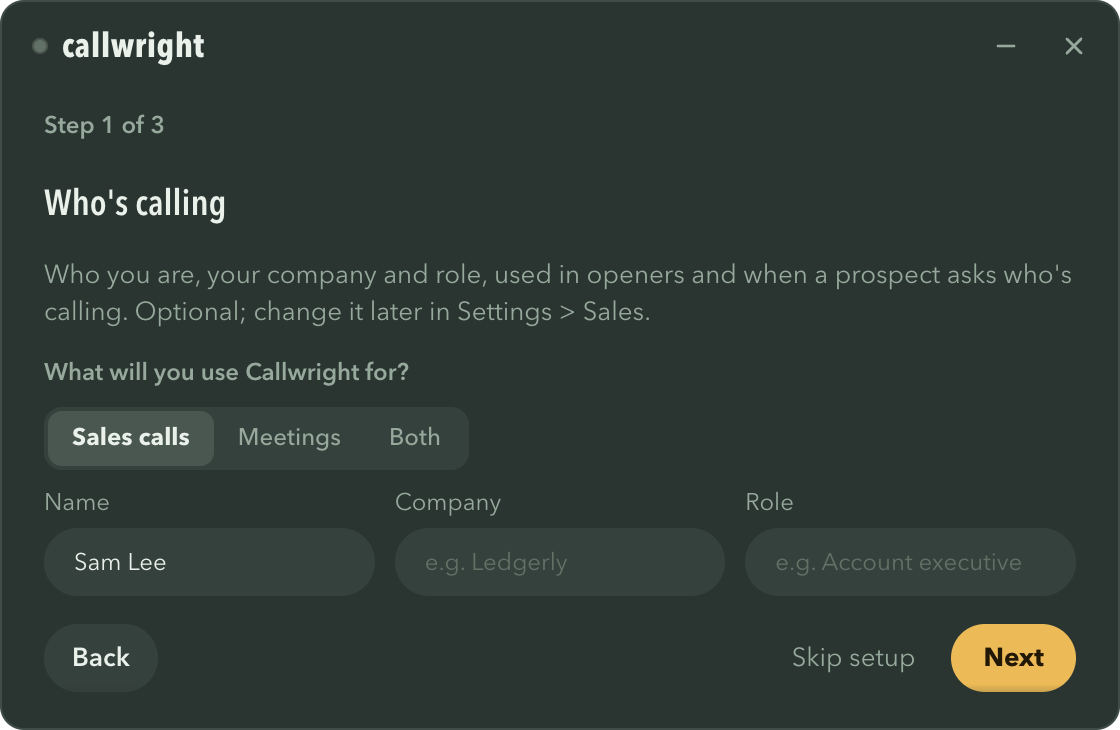 callwright
Step 1 of 3
Who's calling
Who you are, your company and role, used in openers and when a prospect asks who's
calling. Optional; change it later in Settings > Sales.
What will you use Callwright for?
Sales calls Meetings Both
Name Company Role
Sam Lee e.g. Ledgerly e.g. Account executive
Back Skip setup Next